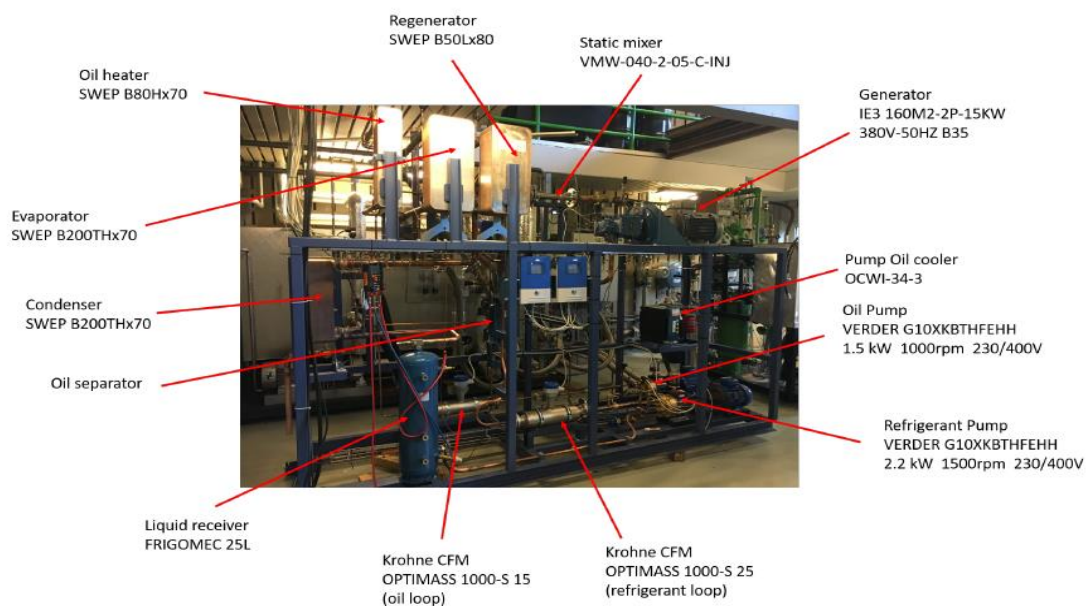 Regenerator
SWEP B50Lx80
Static mixer
VMW-040-2-05-C-INJ
Oil heater
SWEP B80Hx70
Generator
IE3 160M2-2P-15KW
380V-50HZ B35
Evaporator
SWEP B200THx70
Pump Oil cooler
OCWI-34-3
Condenser
SWEP B200THx70
Oil Pump
VERDER G10XKBTHFEHH
1.5 kW 1000rpm 230/400V
Oil separator
Refrigerant Pump
VERDER G10XKBTHFEHH
2.2 kW 1500rpm 230/400V
Liquid receiver
FRIGOMEC 25L
Krohne CFM
OPTIMASS 1000-S 15
(oil loop)
Krohne CFM
OPTIMASS 1000-S 25
(refrigerant loop)